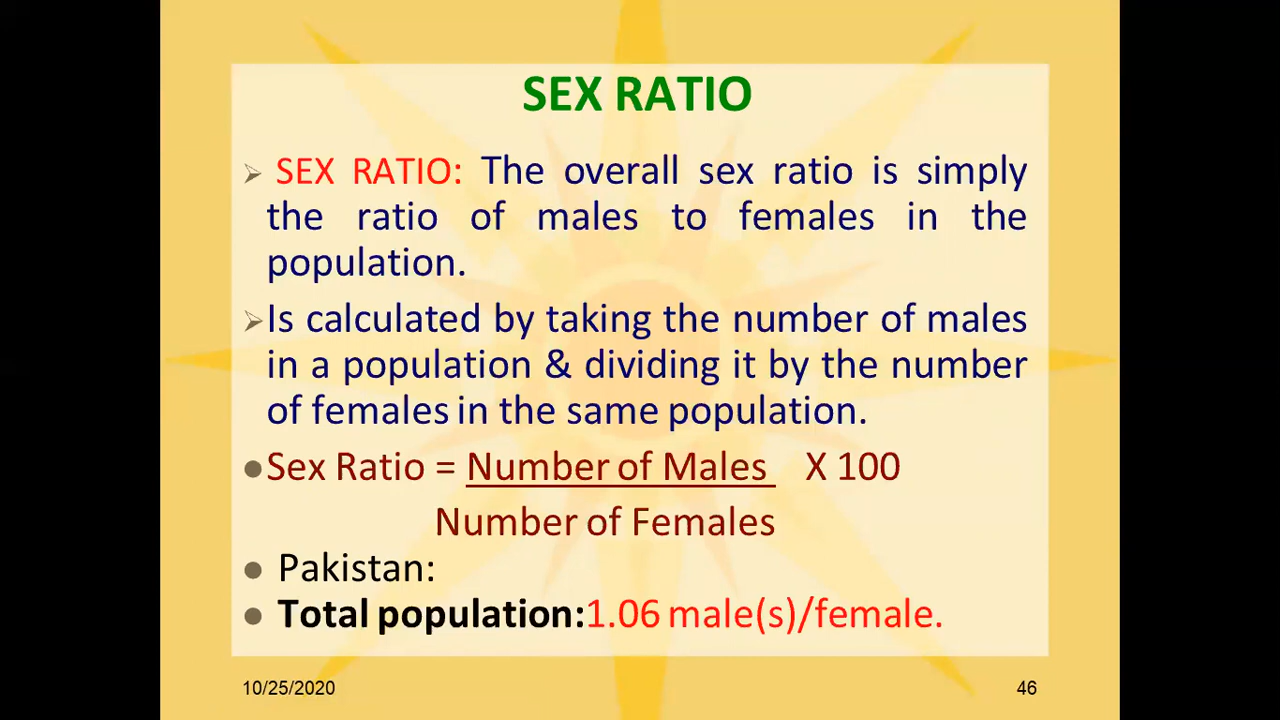 SEX RATIO
➢ SEX RATIO: The overall sex ratio is simply
the ratio of males to females in the
population.
➢Is calculated by taking the number of males
in a population & dividing it by the number
of females in the same population.
●Sex Ratio = Number of Males X 100
Number of Females
● Pakistan:
● Total population:1.06 male(s)/female.
10/25/2020 46